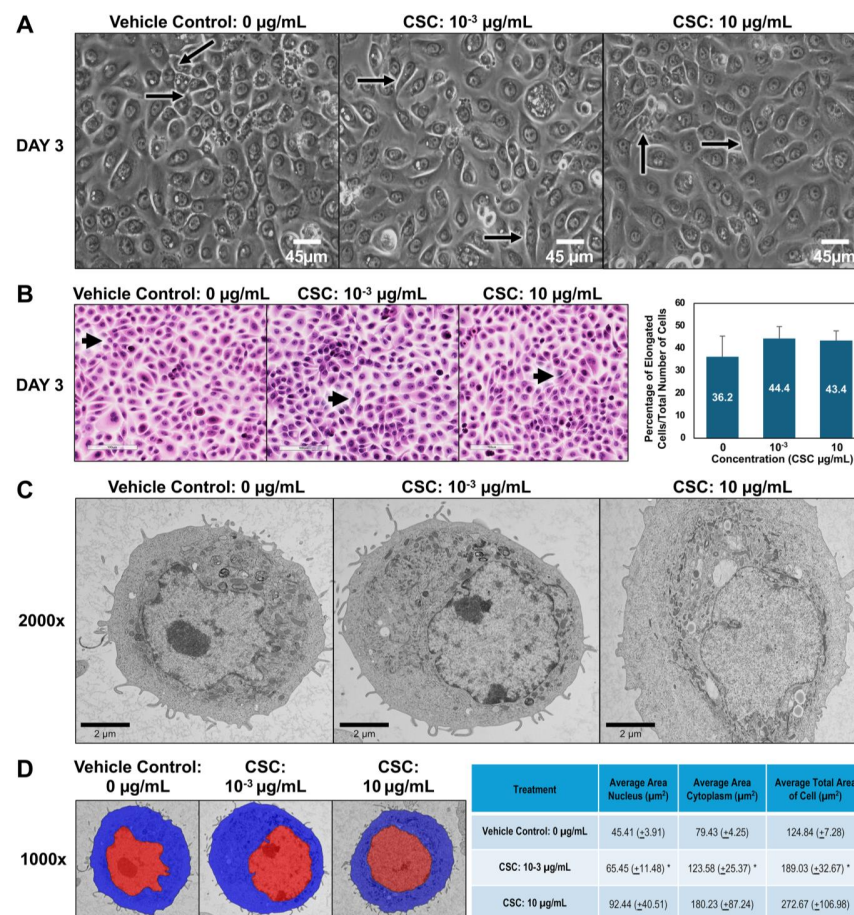 A
Vehicle Control: 0 µg/mL
CSC: 10⁻³ µg/mL
CSC: 10 µg/mL
DAY 3
45µm
45µm
45µm
B
Vehicle Control: 0 µg/mL
CSC: 10⁻³ µg/mL
CSC: 10 µg/mL
DAY 3
Percentage of Elongated
Cells/Total Number of Cells
60
50
40
30
20
10
0
36.2
44.4
43.4
0
10⁻³
10
Concentration (CSC µg/mL)
C
Vehicle Control: 0 µg/mL
CSC: 10⁻³ µg/mL
CSC: 10 µg/mL
2000x
2 µm
2 µm
2 µm
D
Vehicle Control:
0 µg/mL
CSC:
10⁻³ µg/mL
CSC:
10 µg/mL
1000x
Treatment
Average Area
Nucleus (µm²)
Average Area
Cytoplasm (µm²)
Average Total Area
of Cell (µm²)
Vehicle Control: 0 µg/mL
45.41 (±3.91)
79.43 (±4.25)
124.84 (±7.28)
CSC: 10-3 µg/mL
65.45 (±11.48) *
123.58 (±25.37) *
189.03 (±32.67) *
CSC: 10 µg/mL
92.44 (±40.51)
180.23 (±87.24)
272.67 (±106.98)